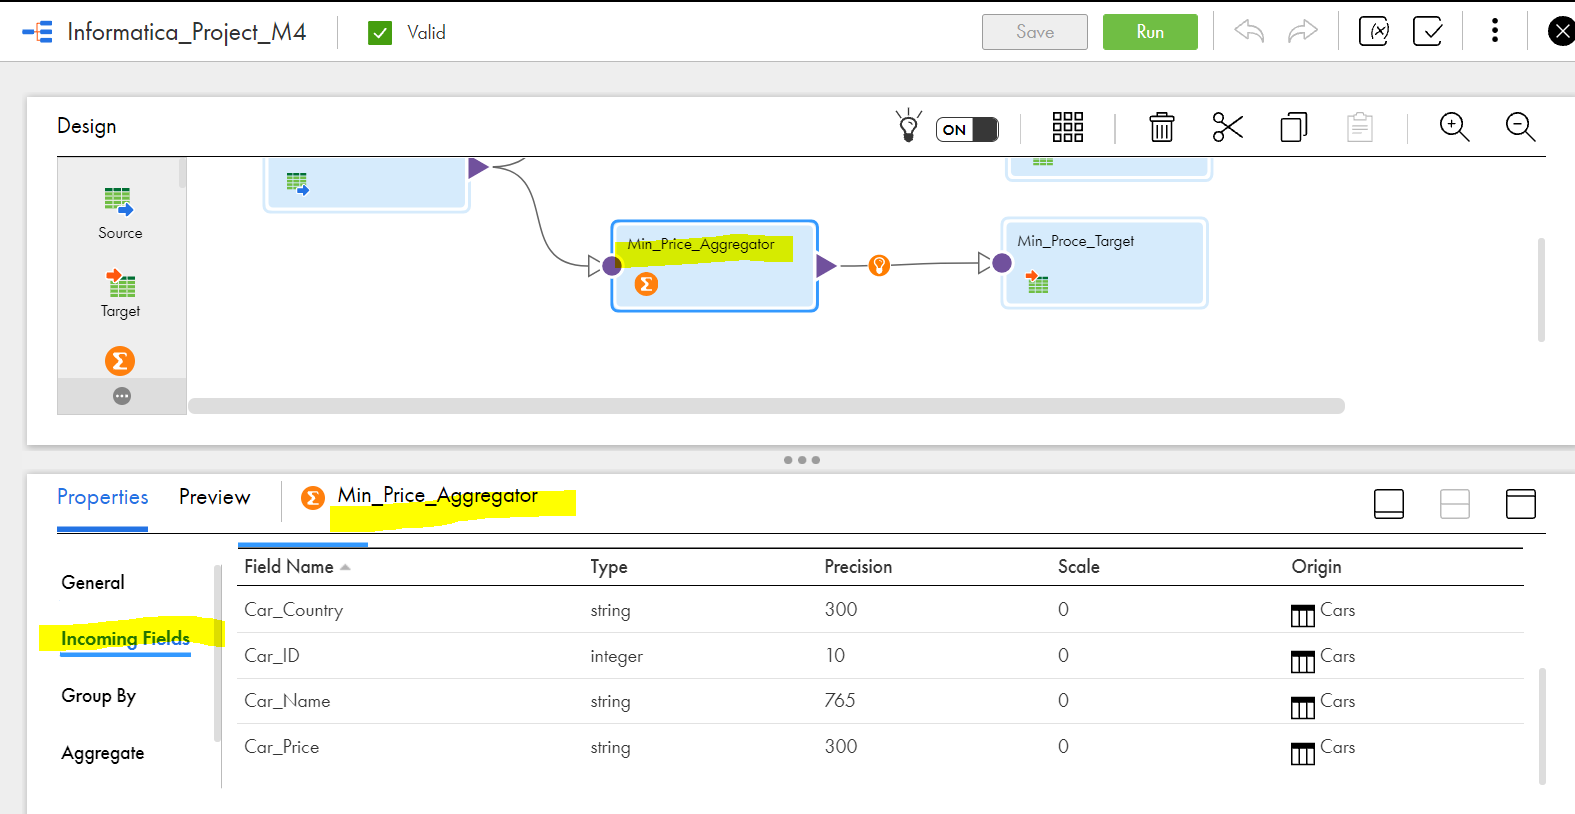 Informatica_Project_M4
Valid
Save
Run
Design
ON
(x)
Source
Target
Min_Price_Aggregator
Min_Proce_Target
Properties
Preview
Min_Price_Aggregator
General
Incoming Fields
Group By
Aggregate
Field Name Type Precision Scale Origin
Car_Country string 300 0 Cars
Car_ID integer 10 0 Cars
Car_Name string 765 0 Cars
Car_Price string 300 0 Cars